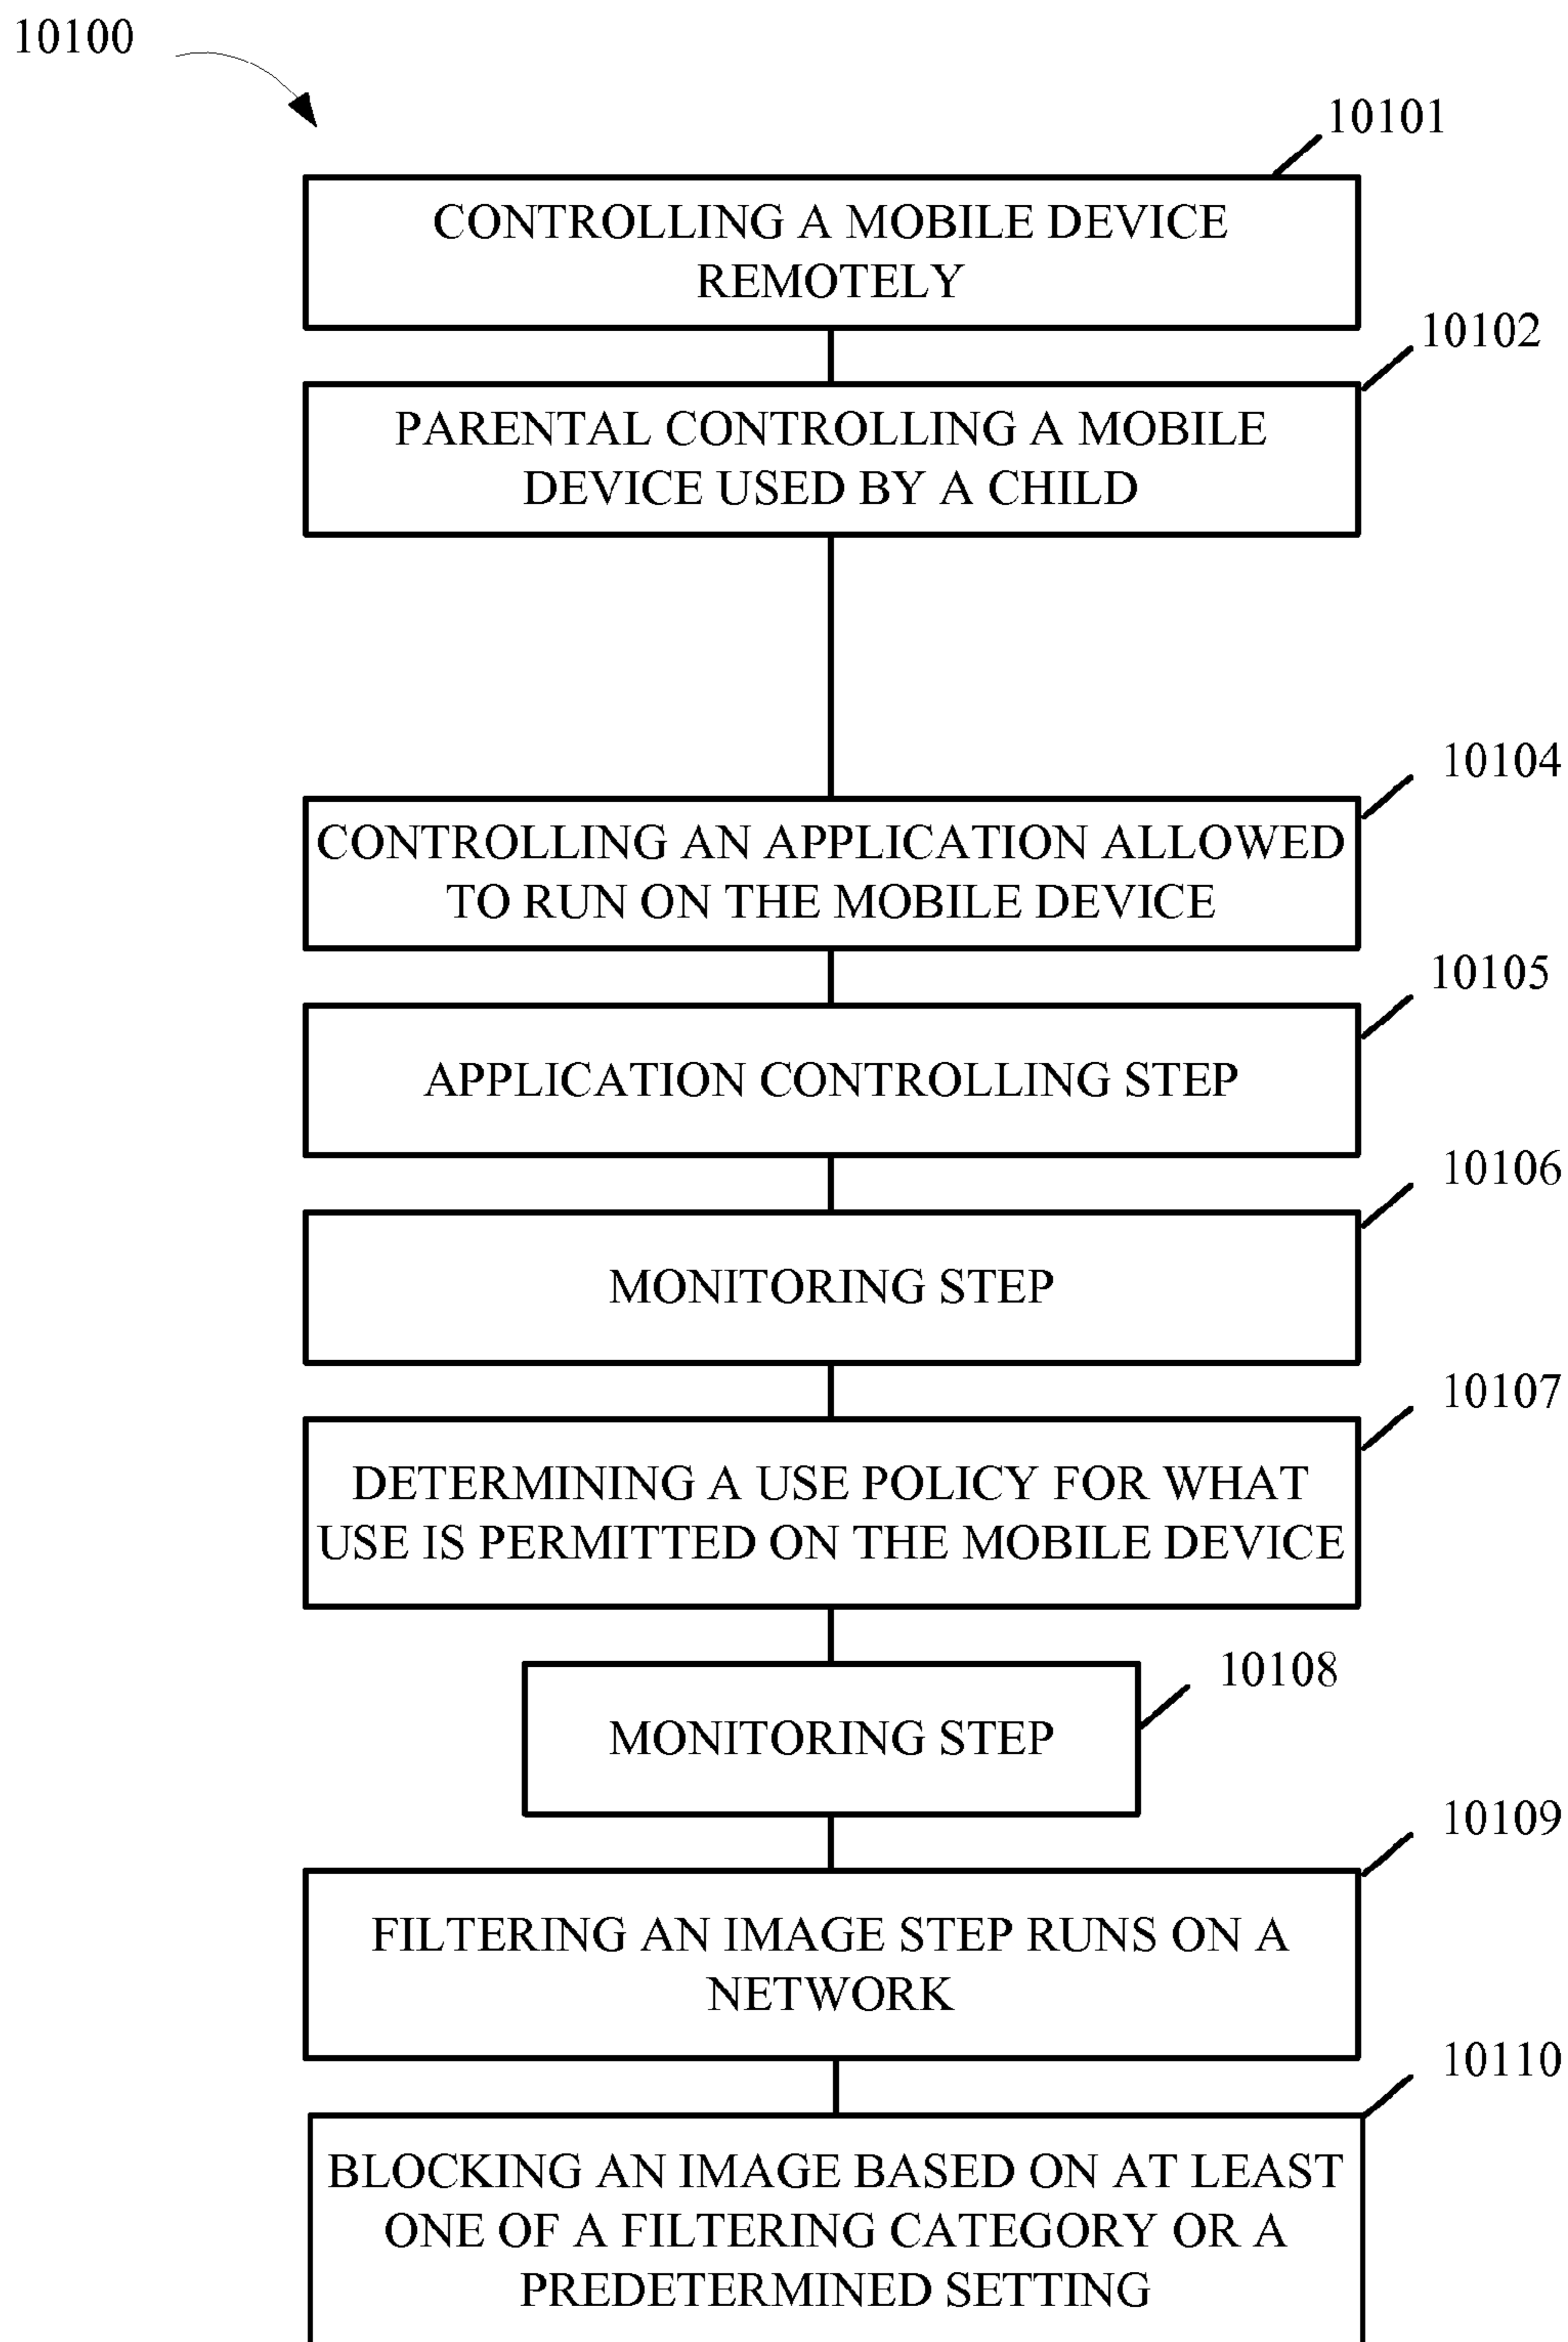 10100
10101
CONTROLLING A MOBILE DEVICE
REMOTELY
10102
PARENTAL CONTROLLING A MOBILE
DEVICE USED BY A CHILD
10104
CONTROLLING AN APPLICATION ALLOWED
TO RUN ON THE MOBILE DEVICE
10105
APPLICATION CONTROLLING STEP
10106
MONITORING STEP
10107
DETERMINING A USE POLICY FOR WHAT
USE IS PERMITTED ON THE MOBILE DEVICE
10108
MONITORING STEP
10109
FILTERING AN IMAGE STEP RUNS ON A
NETWORK
10110
BLOCKING AN IMAGE BASED ON AT LEAST
ONE OF A FILTERING CATEGORY OR A
PREDETERMINED SETTING